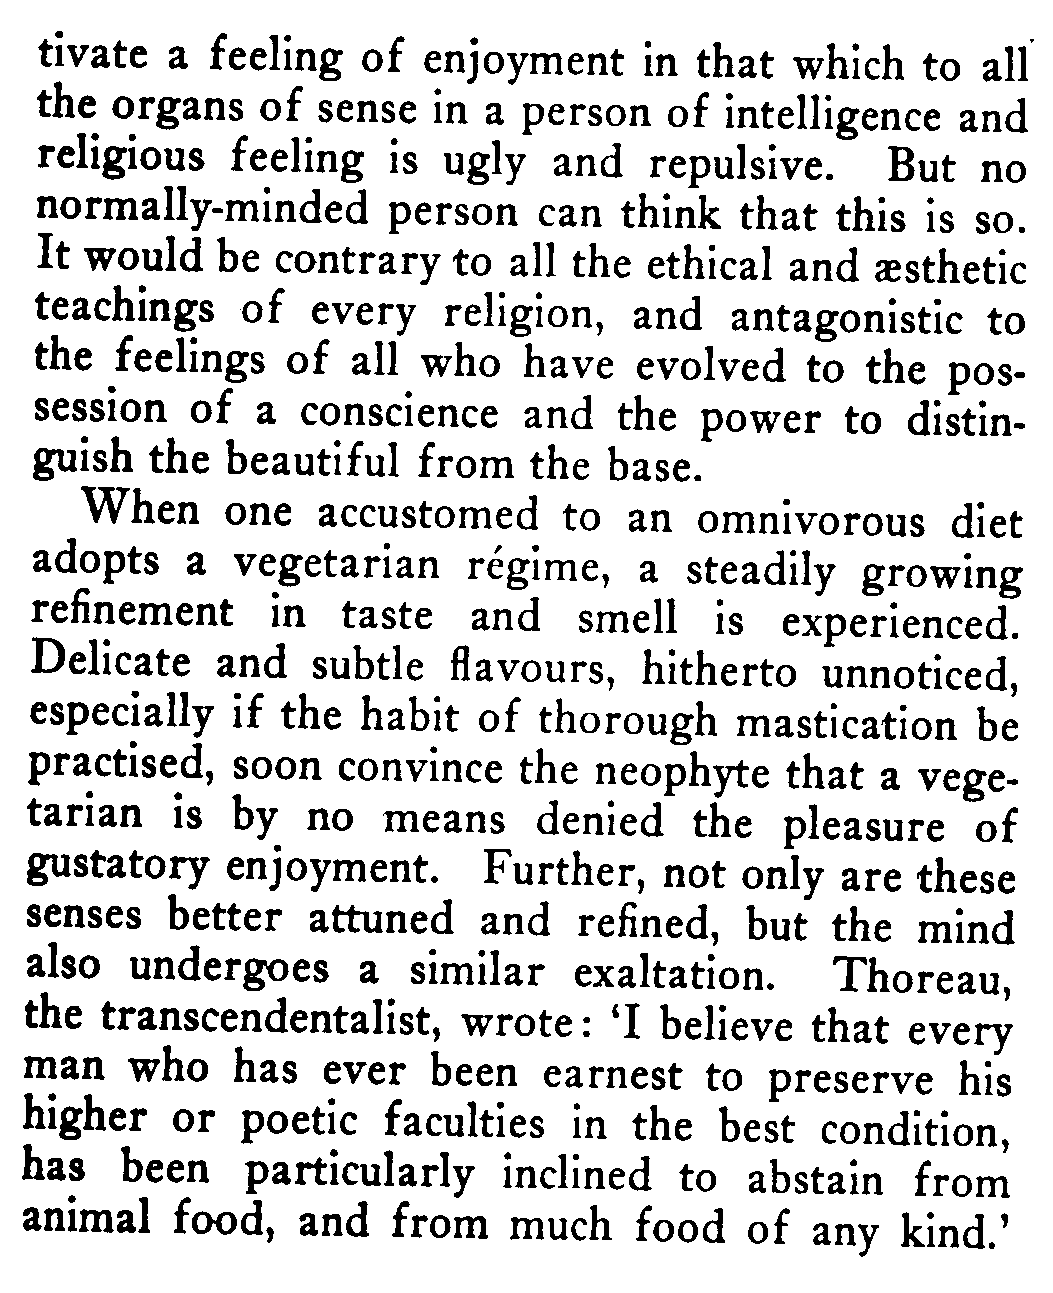 tivate a feeling of enjoyment in that which to all
the organs of sense in a person of intelligence and
religious feeling is ugly and repulsive. But no
normally-minded person can think that this is so.
It would be contrary to all the ethical and æsthetic
teachings of every religion, and antagonistic to
the feelings of all who have evolved to the pos-
session of a conscience and the power to distin-
guish the beautiful from the base.
When one accustomed to an omnivorous diet
adopts a vegetarian régime, a steadily growing
refinement in taste and smell is experienced.
Delicate and subtle flavours, hitherto unnoticed,
especially if the habit of thorough mastication be
practised, soon convince the neophyte that a vege-
tarian is by no means denied the pleasure of
gustatory enjoyment. Further, not only are these
senses better attuned and refined, but the mind
also undergoes a similar exaltation. Thoreau,
the transcendentalist, wrote: ‘I believe that every
man who has ever been earnest to preserve his
higher or poetic faculties in the best condition,
has been particularly inclined to abstain from
animal food, and from much food of any kind.’